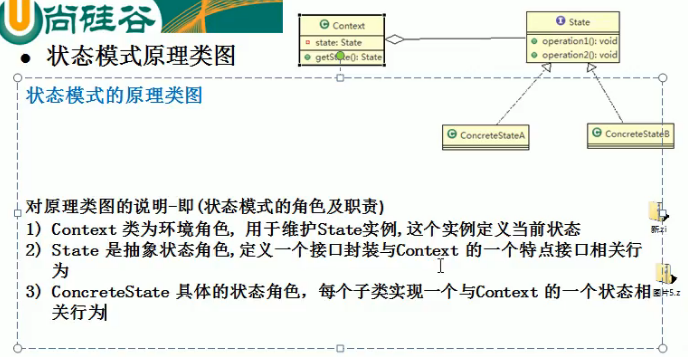 尚硅谷
● 状态模式原理类图
Context
state: State
getState(): State
State
operation1(): void
operation2(): void
ConcreteStateA
ConcreteStateB
状态模式的原理类图
对原理类图的说明-即(状态模式的角色及职责)
1) Context 类为环境角色, 用于维护State实例,这个实例定义当前状态
2) State 是抽象状态角色,定义一个接口封装与Context 的一个特点接口相关行
为
3) ConcreteState 具体的状态角色，每个子类实现一个与Context 的一个状态相
关行为
图片5.z